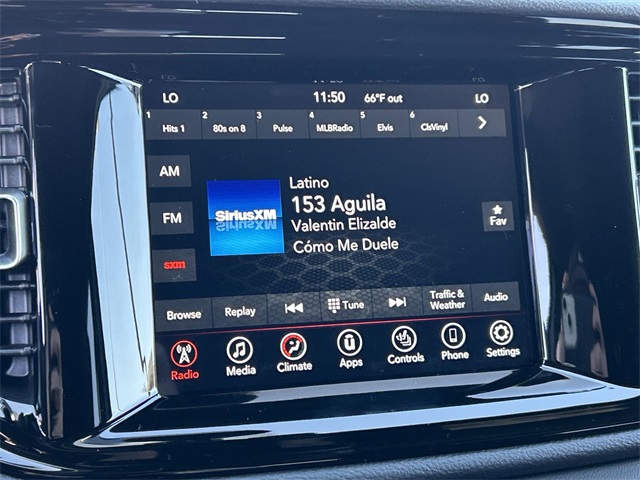 LO 11:50 66°F out LO
1 Hits 1 2 80s on 8 3 Pulse 4 MLBRadio 5 Elvis 6 ClsVinyl
AM
FM
sxm
SiriusXM
Latino
153 Aguila
Valentin Elizalde
Cómo Me Duele
Fav
Browse Replay Tune Traffic & Weather Audio
Radio Media Climate Apps Controls Phone Settings